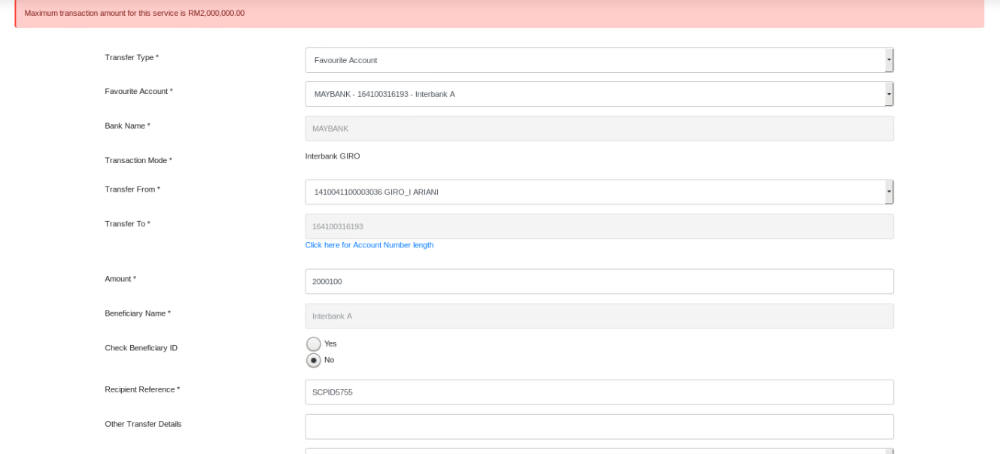 Maximum transaction amount for this service is RM2,000,000.00
Transfer Type * Favourite Account
Favourite Account * MAYBANK - 164100316193 - Interbank A
Bank Name * MAYBANK
Transaction Mode * Interbank GIRO
Transfer From * 1410041100003036 GIRO_I ARIANI
Transfer To * 164100316193
Click here for Account Number length
Amount * 2000100
Beneficiary Name * Interbank A
Check Beneficiary ID Yes
No
Recipient Reference * SCPID5755
Other Transfer Details